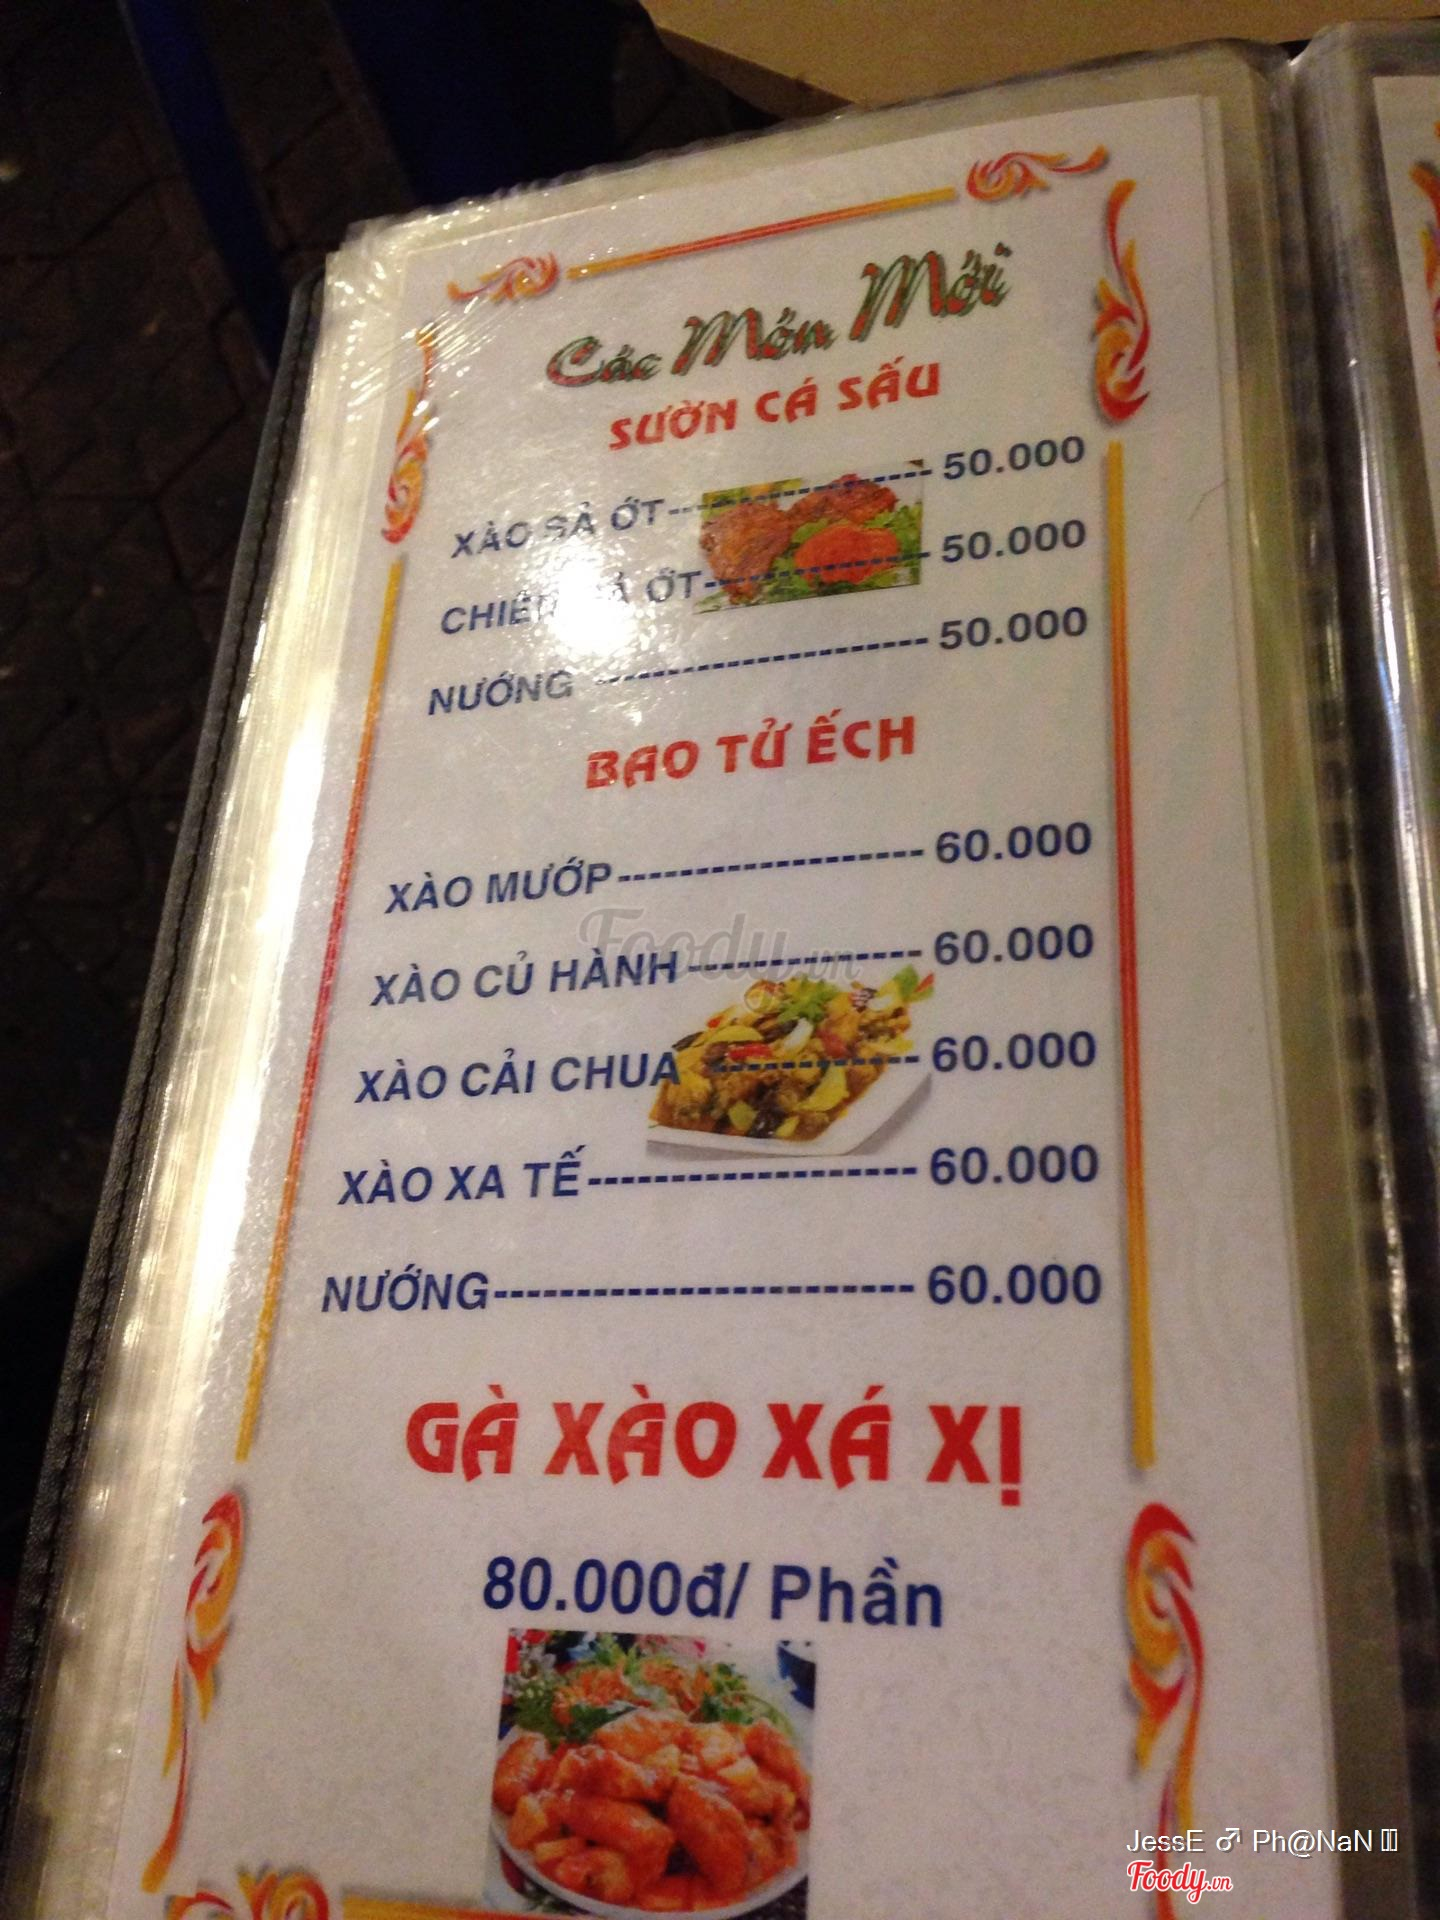 Các Món Mới
SƯỜN CÁ SẤU
XÀO SẢ ỚT 50.000
CHIÊN SẢ ỚT 50.000
NƯỚNG 50.000
BAO TỬ ẾCH
XÀO MƯỚP 60.000
XÀO CỦ HÀNH 60.000
XÀO CẢI CHUA 60.000
XÀO XA TẾ 60.000
NƯỚNG 60.000
GÀ XÀO XÁ XỊ
80.000đ/ Phần
Foody.vn
JessE ♂ Ph@NaN
Foody.vn